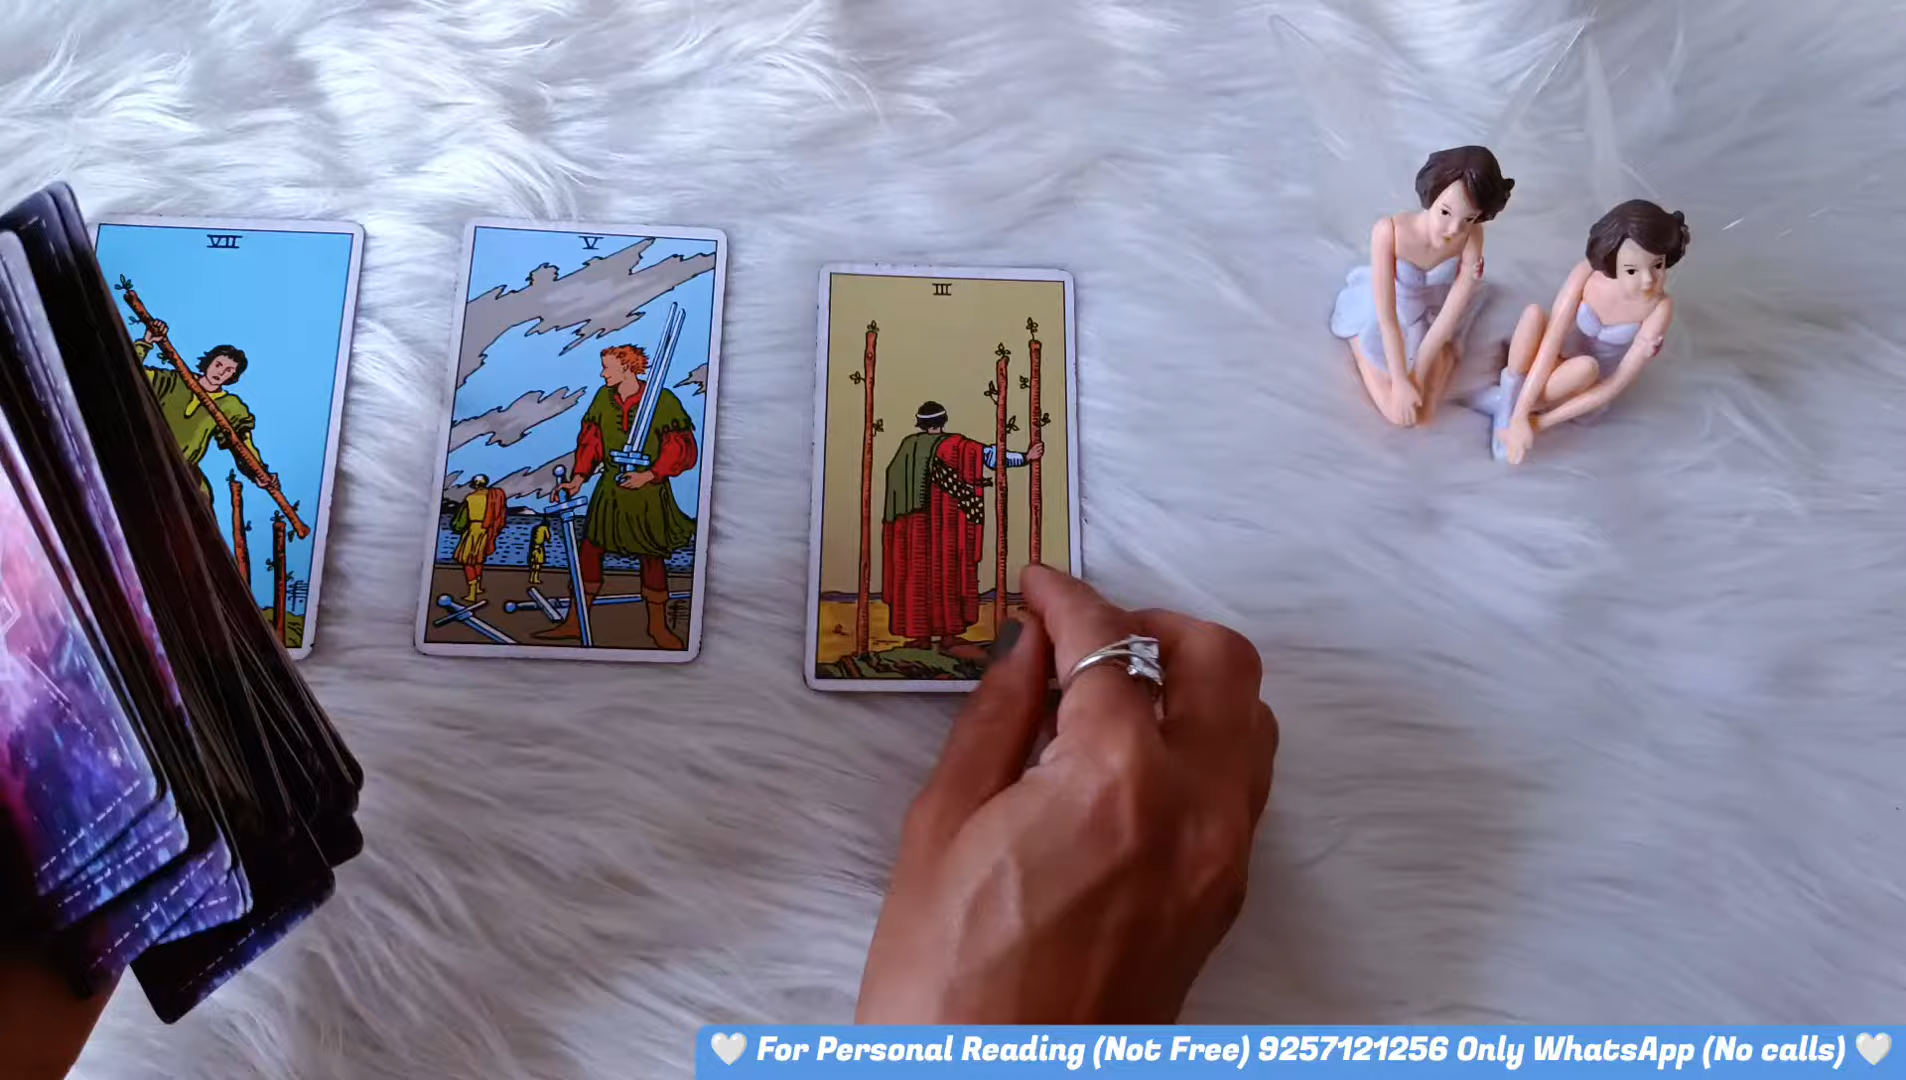 VII
V
III
🤍 For Personal Reading (Not Free) 9257121256 Only WhatsApp (No calls) 🤍